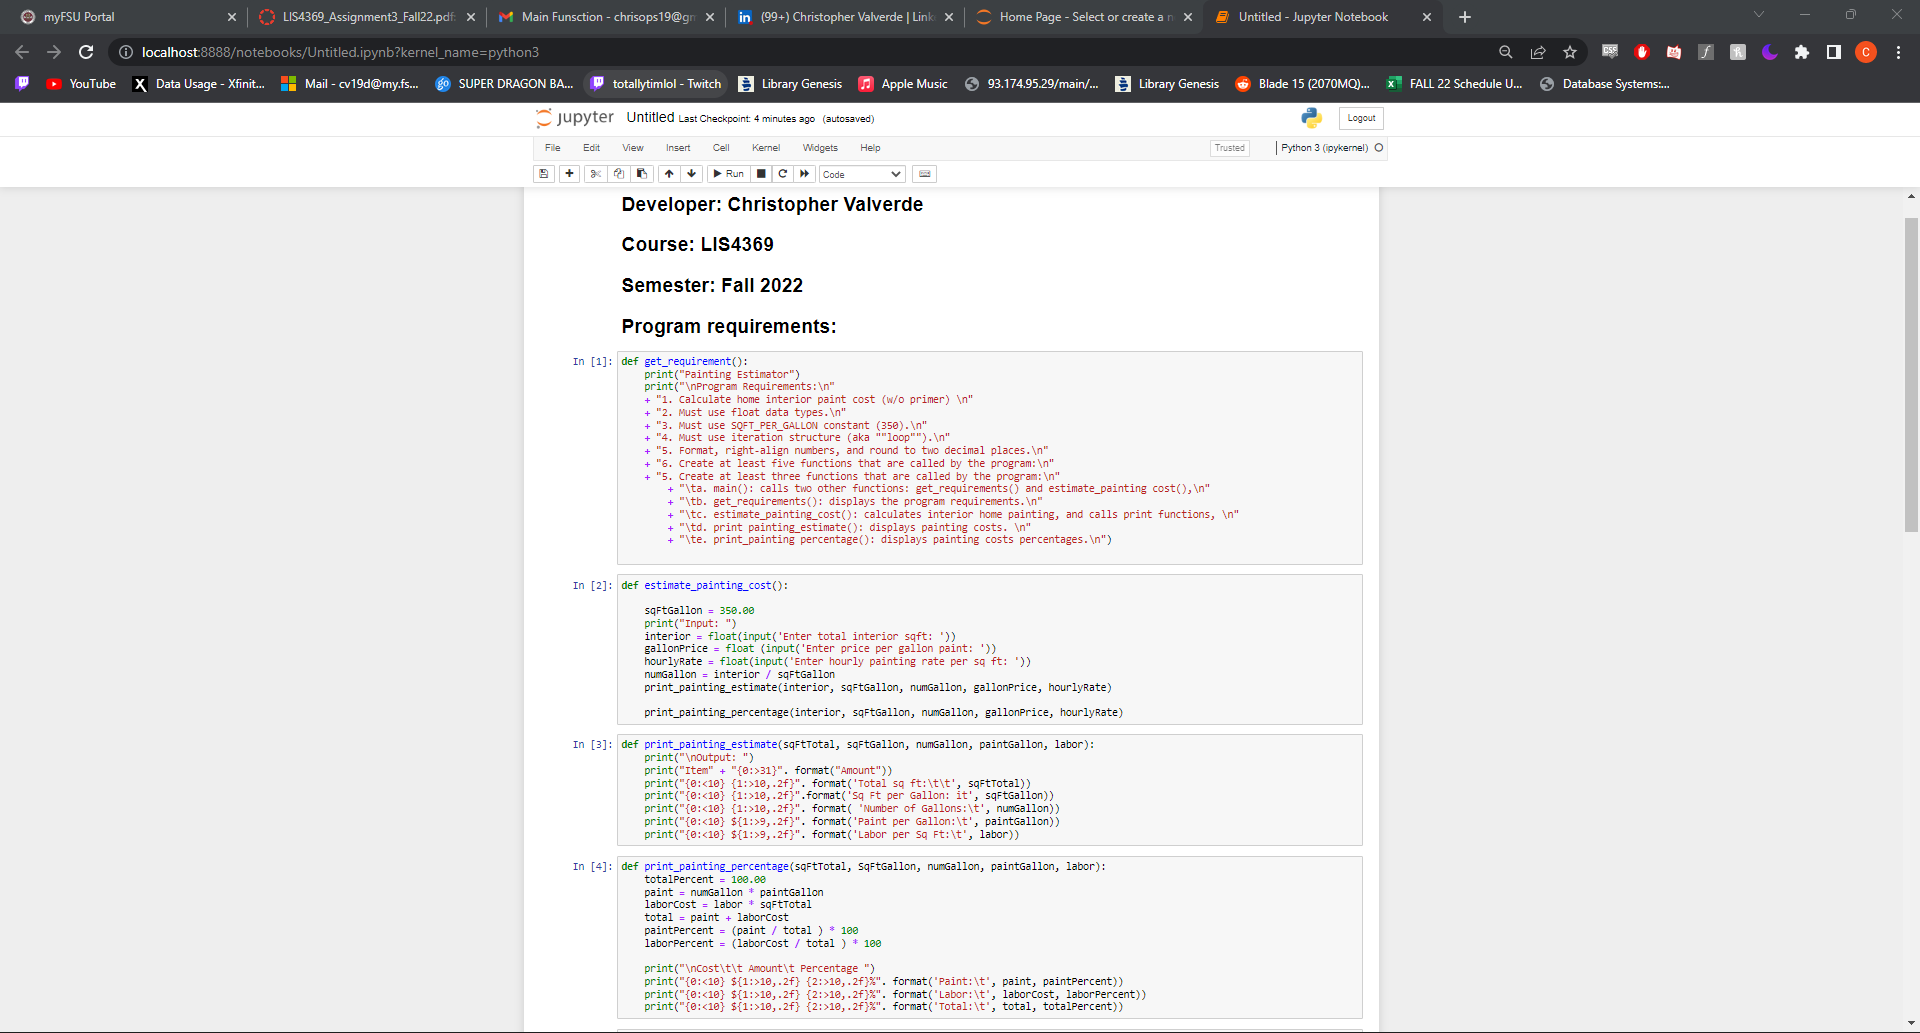 myFSU Portal
LIS4369_Assignment3_Fall22.pdf:
Main Funsction - chrisops19@gm
(99+) Christopher Valverde | Link
Home Page - Select or create a n
Untitled - Jupyter Notebook
localhost:8888/notebooks/Untitled.ipynb?kernel_name=python3
YouTube
Data Usage - Xfinit...
Mail - cv19d@my.fs...
SUPER DRAGON BA...
totallytimlol - Twitch
Library Genesis
Apple Music
93.174.95.29/main/...
Library Genesis
Blade 15 (2070MQ)...
FALL 22 Schedule U...
Database Systems:...
jupyter Untitled Last Checkpoint: 4 minutes ago (autosaved)
Logout
File Edit View Insert Cell Kernel Widgets Help
Trusted
Python 3 (ipykernel)
Run
Code
Developer: Christopher Valverde
Course: LIS4369
Semester: Fall 2022
Program requirements:
In [1]: def get_requirement():
print("Painting Estimator")
print("\nProgram Requirements:\n"
+ "1. Calculate home interior paint cost (w/o primer) \n"
+ "2. Must use float data types.\n"
+ "3. Must use SQFT_PER_GALLON constant (350).\n"
+ "4. Must use iteration structure (aka ""loop"").\n"
+ "5. Format, right-align numbers, and round to two decimal places.\n"
+ "6. Create at least five functions that are called by the program:\n"
+ "5. Create at least three functions that are called by the program:\n"
+ "\ta. main(): calls two other functions: get_requirements() and estimate_painting cost(),\n"
+ "\tb. get_requirements(): displays the program requirements.\n"
+ "\tc. estimate_painting_cost(): calculates interior home painting, and calls print functions, \n"
+ "\td. print painting_estimate(): displays painting costs. \n"
+ "\te. print_painting percentage(): displays painting costs percentages.\n")
In [2]: def estimate_painting_cost():
sqFtGallon = 350.00
print("Input: ")
interior = float(input('Enter total interior sqft: '))
gallonPrice = float (input('Enter price per gallon paint: '))
hourlyRate = float(input('Enter hourly painting rate per sq ft: '))
numGallon = interior / sqFtGallon
print_painting_estimate(interior, sqFtGallon, numGallon, gallonPrice, hourlyRate)
print_painting_percentage(interior, sqFtGallon, numGallon, gallonPrice, hourlyRate)
In [3]: def print_painting_estimate(sqFtTotal, sqFtGallon, numGallon, paintGallon, labor):
print("\nOutput: ")
print("Item" + "{0:>31}". format("Amount"))
print("{0:<10} {1:>10,.2f}". format('Total sq ft:\t\t', sqFtTotal))
print("{0:<10} {1:>10,.2f}".format('Sq Ft per Gallon: it', sqFtGallon))
print("{0:<10} {1:>10,.2f}". format( 'Number of Gallons:\t', numGallon))
print("{0:<10} ${1:>9,.2f}". format('Paint per Gallon:\t', paintGallon))
print("{0:<10} ${1:>9,.2f}". format('Labor per Sq Ft:\t', labor))
In [4]: def print_painting_percentage(sqFtTotal, SqFtGallon, numGallon, paintGallon, labor):
totalPercent = 100.00
paint = numGallon * paintGallon
laborCost = labor * sqFtTotal
total = paint + laborCost
paintPercent = (paint / total ) * 100
laborPercent = (laborCost / total ) * 100
print("\nCost\t\t Amount\t Percentage ")
print("{0:<10} ${1:>10,.2f} {2:>10,.2f}%". format('Paint:\t', paint, paintPercent))
print("{0:<10} ${1:>10,.2f} {2:>10,.2f}%". format('Labor:\t', laborCost, laborPercent))
print("{0:<10} ${1:>10,.2f} {2:>10,.2f}%". format('Total:\t', total, totalPercent))